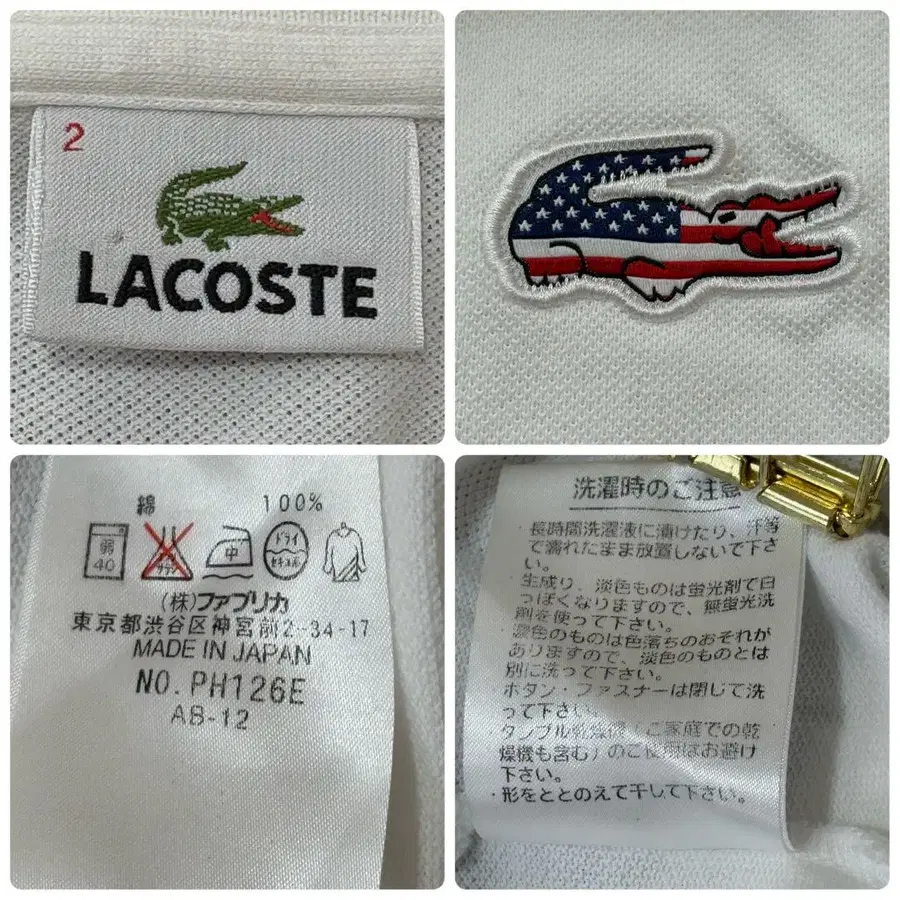 2
LACOSTE
綿 100%
弱
40
サラシ
中
ドライ
セキユ系
(株)ファブリカ
東京都渋谷区神宮前2-34-17
MADE IN JAPAN
NO. PH126E
AB-12
洗濯時のご注意
・長時間洗濯液に漬けたり、汗等
で濡れたまま放置しないで下さ
い。
・生成り、淡色ものは蛍光剤で白
っぽくなりますので、無蛍光洗
剤を使って下さい。
濃色のものは色落ちのおそれが
ありますので、淡色のものとは
別に洗って下さい。
ボタン・ファスナーは閉じて洗
って下さい。
タンブル乾燥機(ご家庭での乾
燥機も含む)のご使用はお避け
下さい。
・形をととのえて干して下さい。